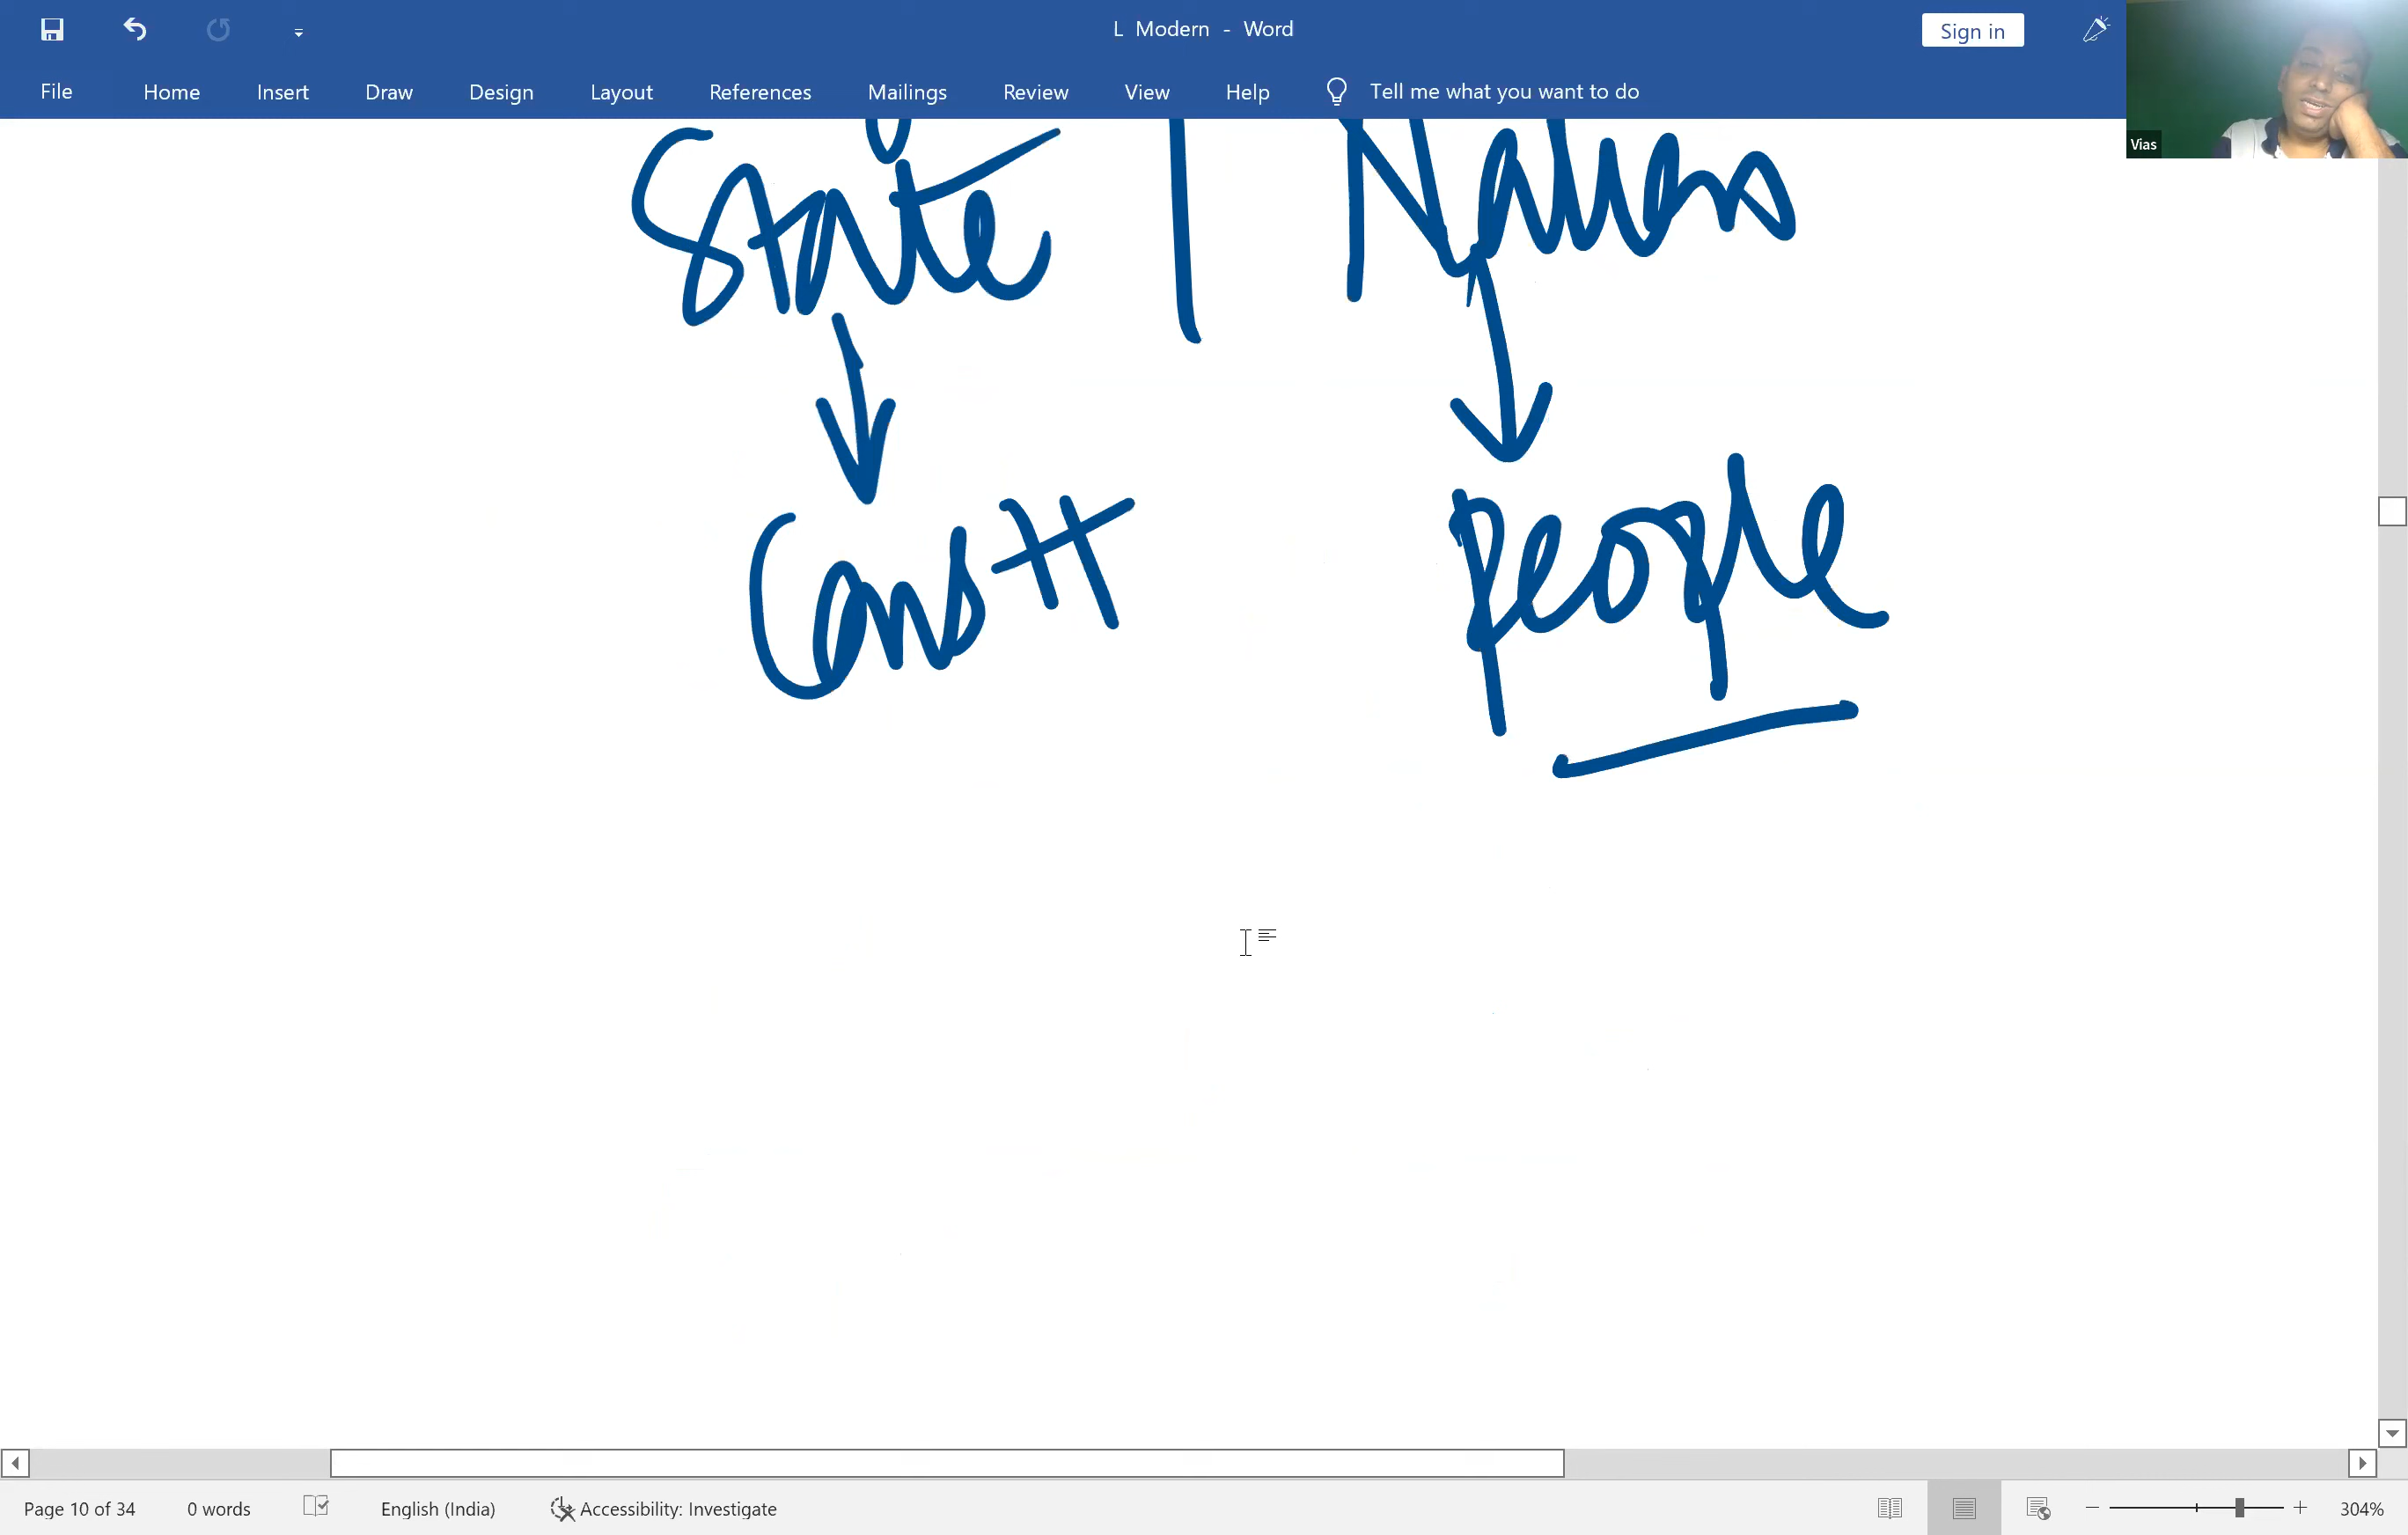 L Modern - Word
Sign in
File Home Insert Draw Design Layout References Mailings Review View Help Tell me what you want to do
Vias
State | Nation
Constt People
Page 10 of 34 0 words English (India) Accessibility: Investigate 304%